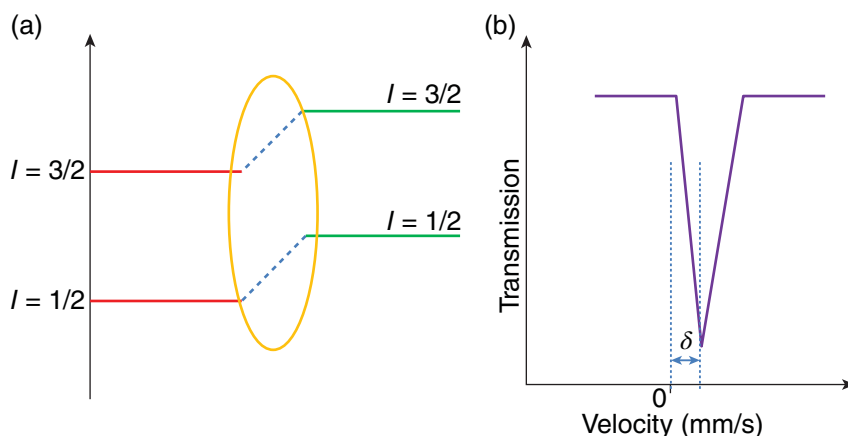 (a)
I = 3/2
I = 3/2
I = 1/2
I = 1/2
(b)
Transmission
δ
0
Velocity (mm/s)